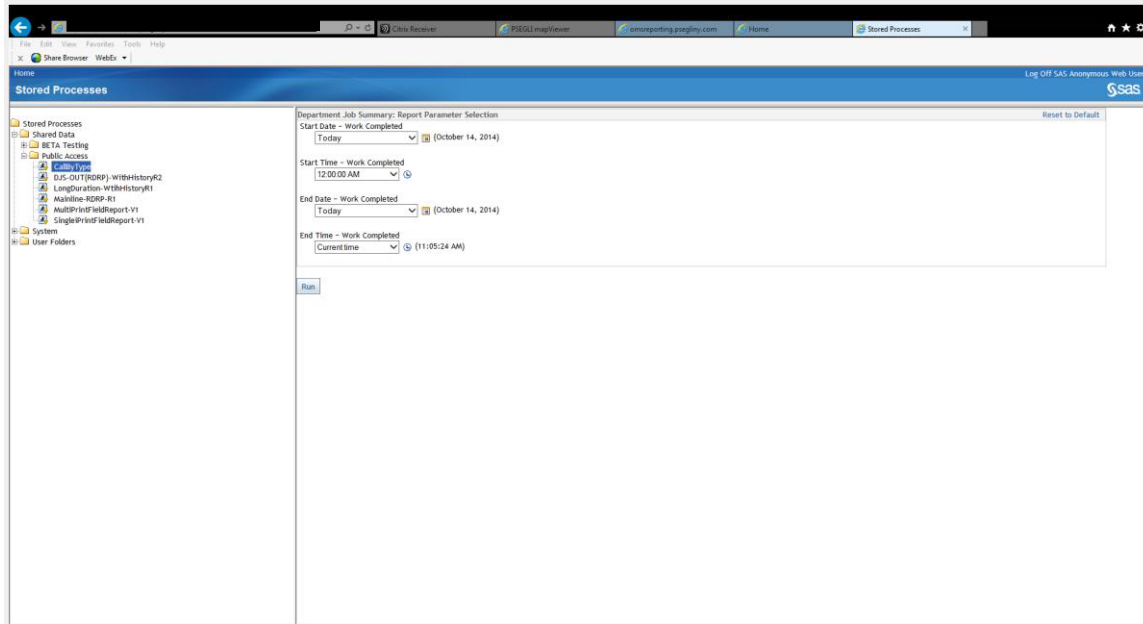 Citrix Receiver
PSEGLI mapViewer
omsreporting.psegliny.com
Home
Stored Processes
File Edit View Favorites Tools Help
x Share Browser WebEx
Home
Log Off SAS Anonymous Web User
Stored Processes
sas
Stored Processes
Shared Data
BETA Testing
Public Access
CallByType
DJS-OUT(RDRP)-WithHistoryR2
LongDuration-WtihHistoryR1
Mainline-RDRP-R1
MultiPrintFieldReport-V1
SinglePrintFieldReport-V1
System
User Folders
Department Job Summary: Report Parameter Selection
Reset to Default
Start Date - Work Completed
Today (October 14, 2014)
Start Time - Work Completed
12:00:00 AM
End Date - Work Completed
Today (October 14, 2014)
End Time - Work Completed
Current time (11:05:24 AM)
Run